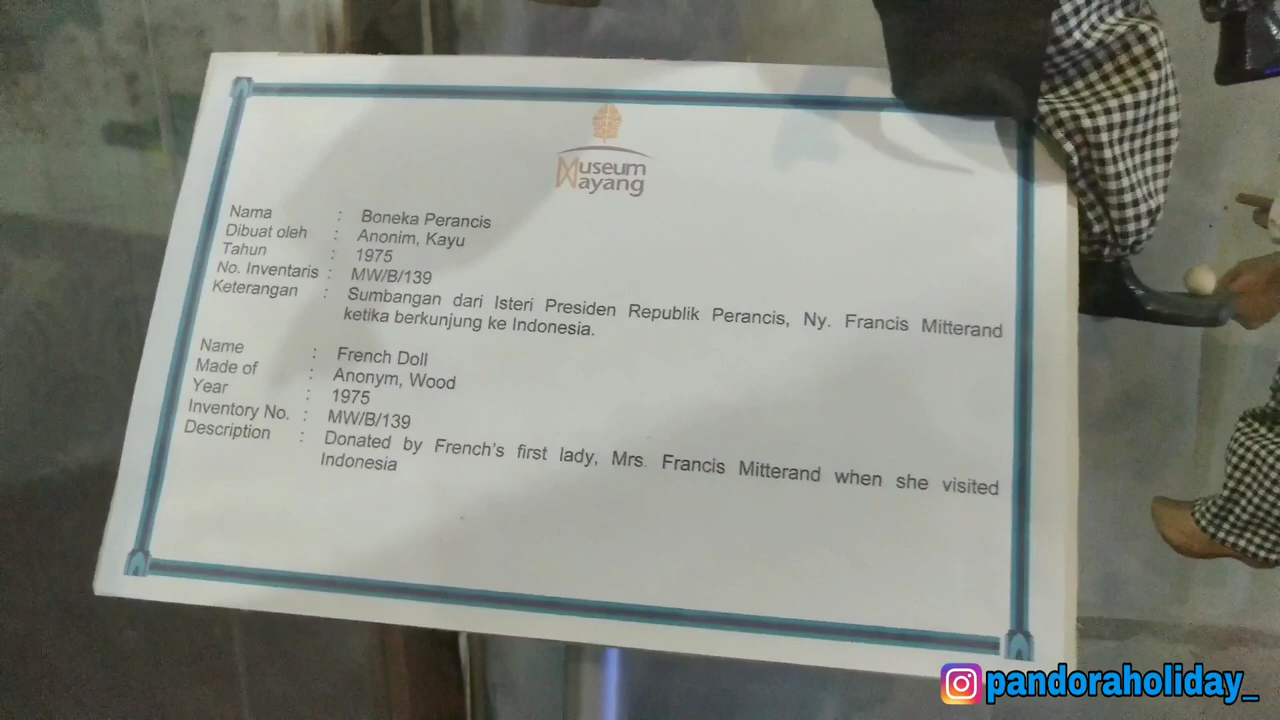 Museum
Wayang
Nama : Boneka Perancis
Dibuat oleh : Anonim, Kayu
Tahun : 1975
No. Inventaris : MW/B/139
Keterangan : Sumbangan dari Isteri Presiden Republik Perancis, Ny. Francis Mitterand
ketika berkunjung ke Indonesia.
Name : French Doll
Made of : Anonym, Wood
Year : 1975
Inventory No. : MW/B/139
Description : Donated by French's first lady, Mrs. Francis Mitterand when she visited
Indonesia
pandoraholiday_